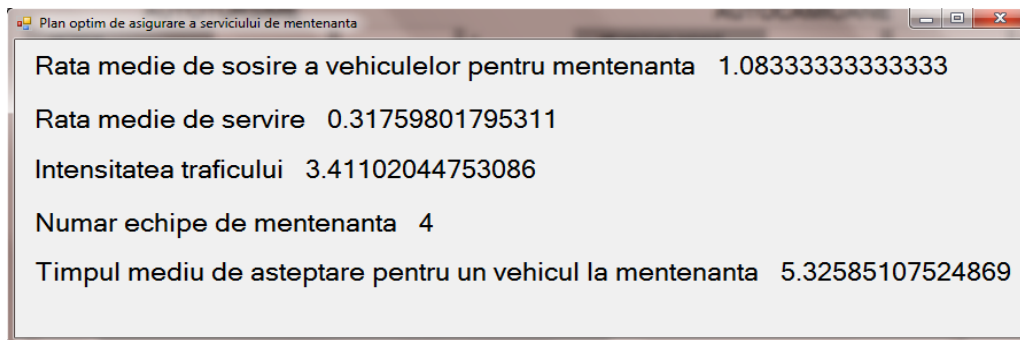 Plan optim de asigurare a serviciului de mentenanta
Rata medie de sosire a vehiculelor pentru mentenanta 1.08333333333333
Rata medie de servire 0.31759801795311
Intensitatea traficului 3.41102044753086
Numar echipe de mentenanta 4
Timpul mediu de asteptare pentru un vehicul la mentenanta 5.32585107524869